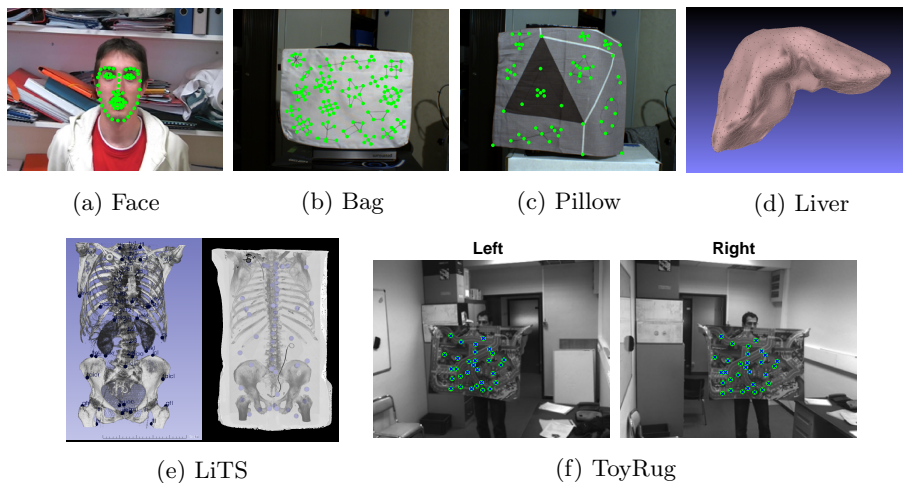 (a) Face
(b) Bag
(c) Pillow
(d) Liver
Left
Right
(e) LiTS
(f) ToyRug